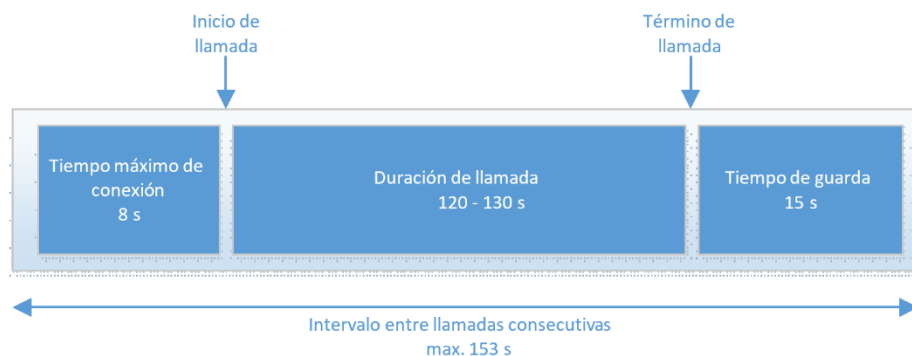 Inicio de
llamada
Término de
llamada
Tiempo máximo de
conexión
8 s
Duración de llamada
120 - 130 s
Tiempo de guarda
15 s
Intervalo entre llamadas consecutivas
max. 153 s